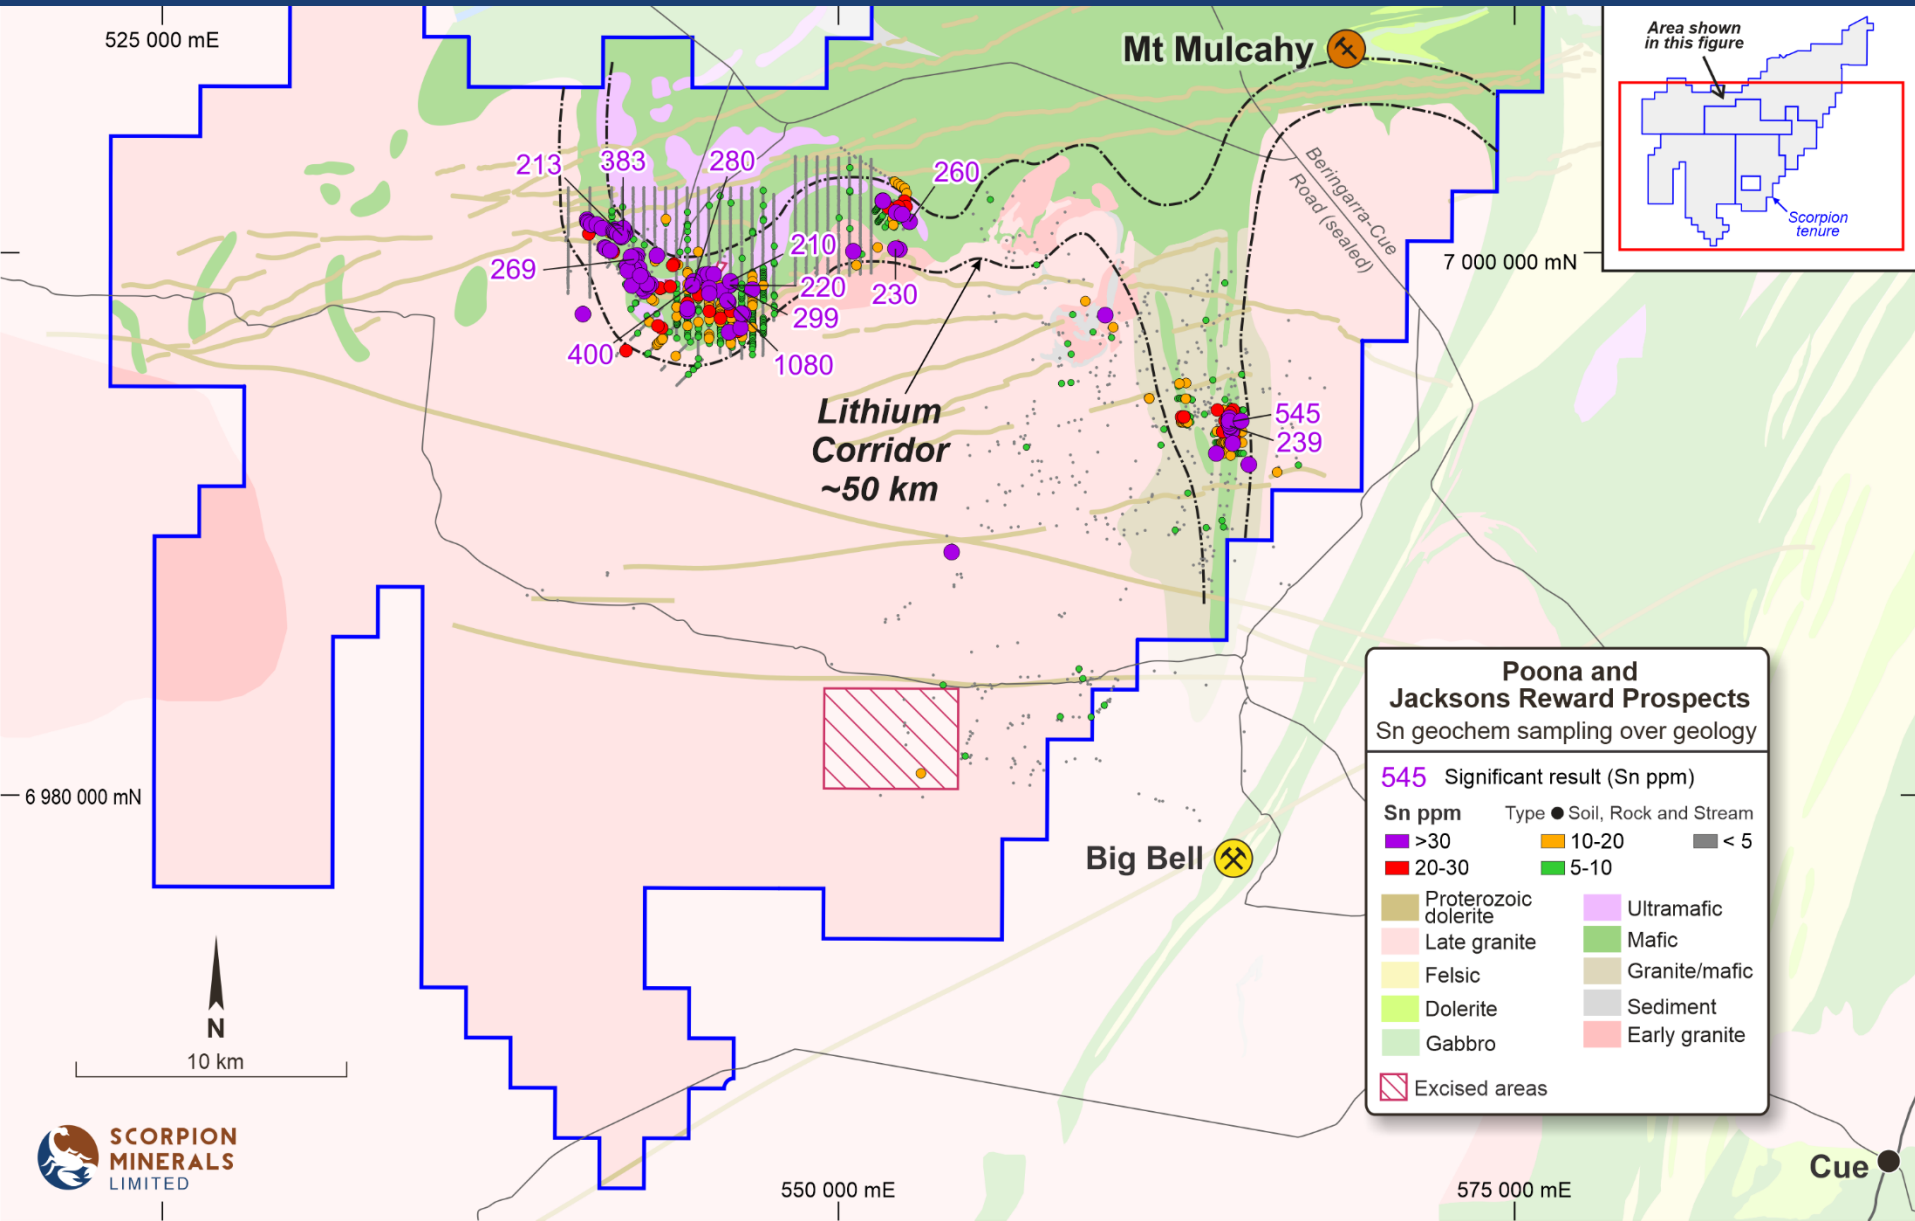 525 000 mE
Mt Mulcahy
Area shown
in this figure
Scorpion
tenure
Beringarra-Cue
Road (sealed)
7 000 000 mN
213
383
280
260
269
210
220
230
299
400
1080
Lithium
Corridor
~50 km
545
239
6 980 000 mN
Big Bell
Poona and
Jacksons Reward Prospects
Sn geochem sampling over geology
545 Significant result (Sn ppm)
Sn ppm Type Soil, Rock and Stream
>30 10-20 < 5
20-30 5-10
Proterozoic
dolerite
Ultramafic
Late granite
Mafic
Felsic
Granite/mafic
Dolerite
Sediment
Gabbro
Early granite
Excised areas
N
10 km
SCORPION
MINERALS
LIMITED
550 000 mE
575 000 mE
Cue